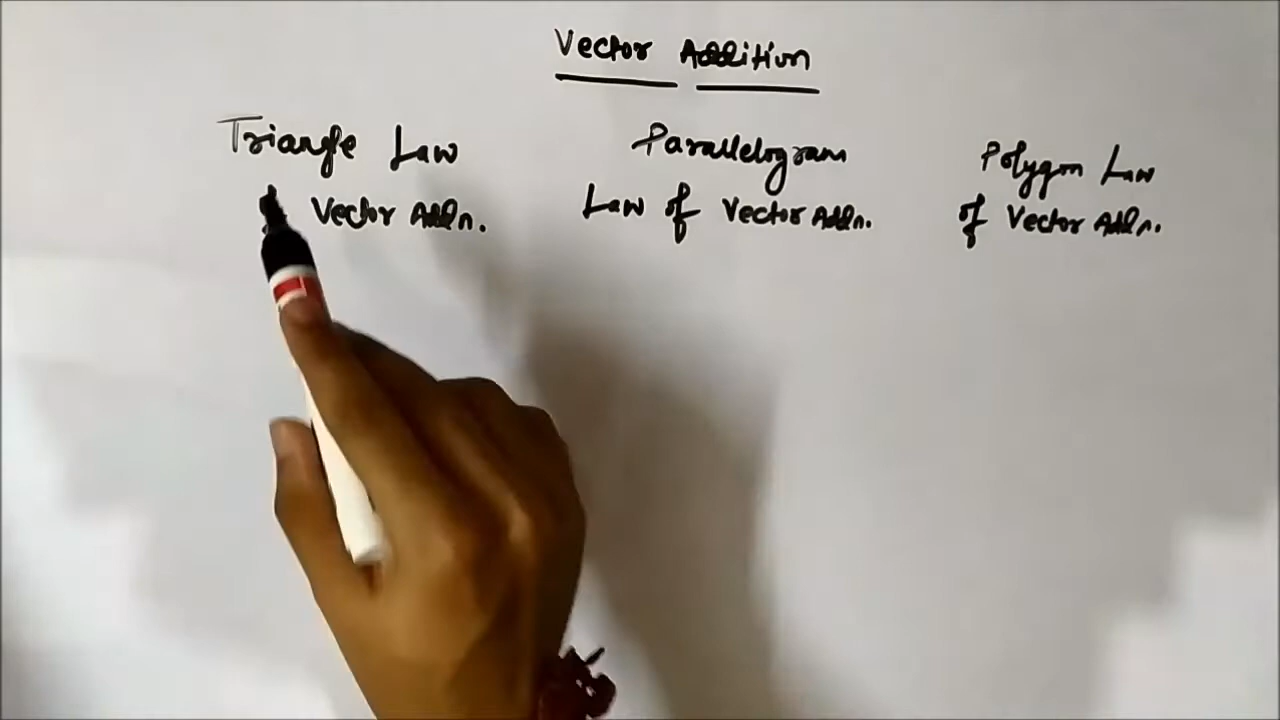 Vector Addition
Triangle Law
Vector Addn.
Parallelogram
Law of Vector Addn.
Polygon Law
of Vector Addn.